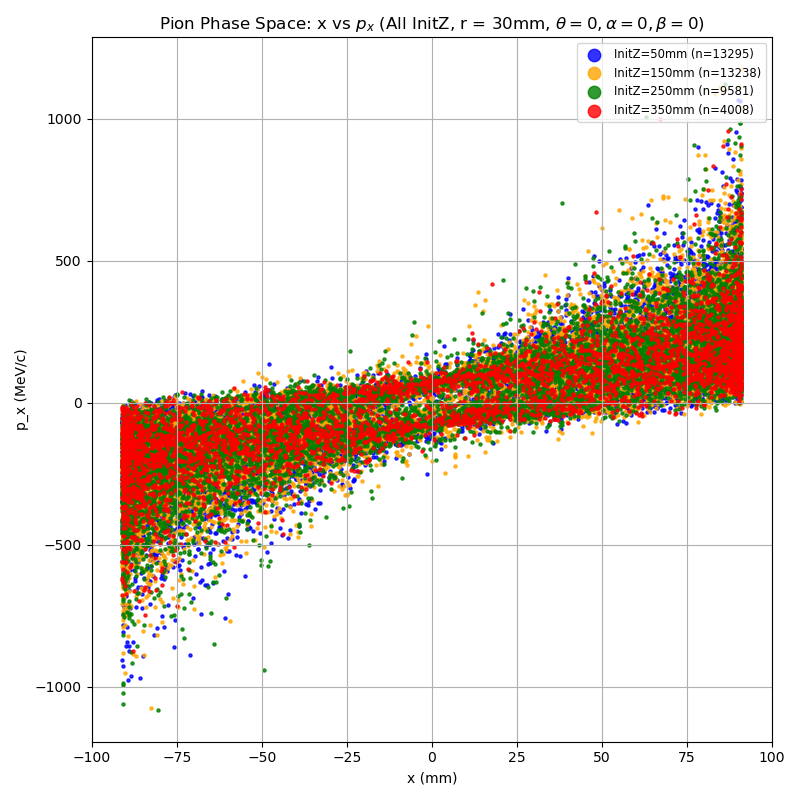 Pion Phase Space: x vs p_x (All InitZ, r = 30mm, θ = 0, α = 0, β = 0)
InitZ=50mm (n=13295)
InitZ=150mm (n=13238)
InitZ=250mm (n=9581)
InitZ=350mm (n=4008)
1000
500
0
−500
−1000
p_x (MeV/c)
−100 −75 −50 −25 0 25 50 75 100
x (mm)